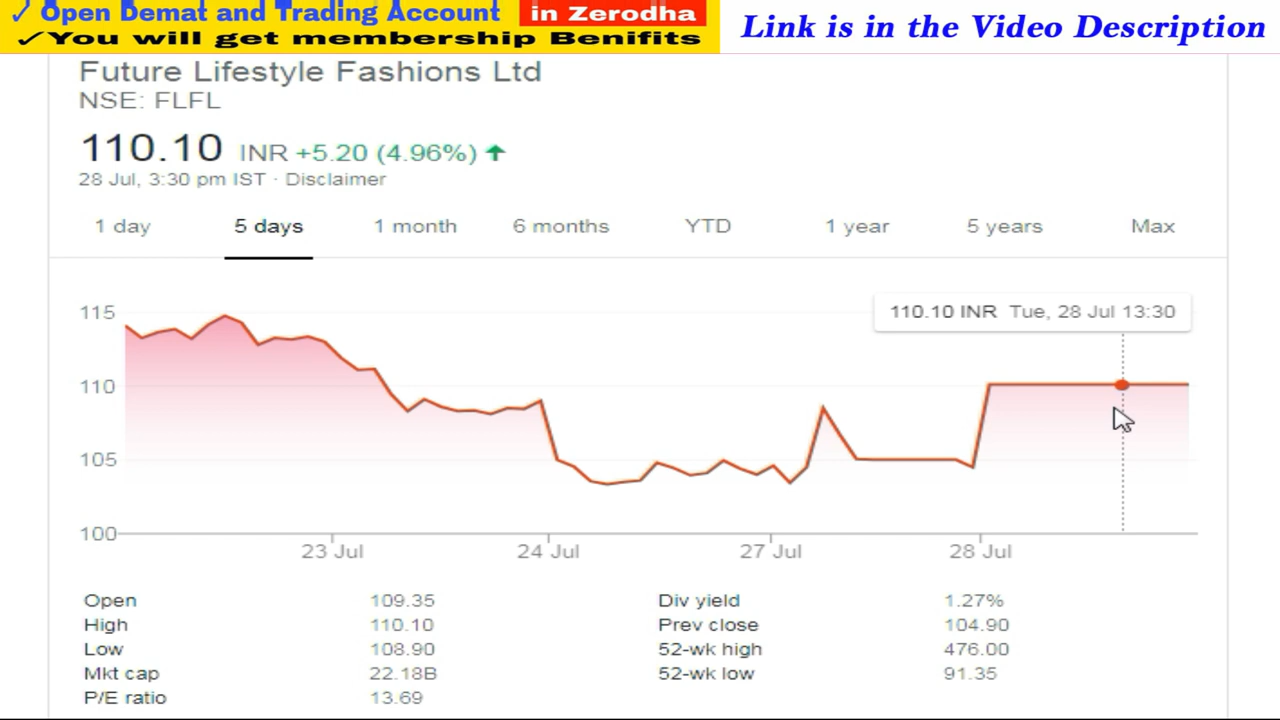 ✓ Open Demat and Trading Account in Zerodha
✓You will get membership Benifits
Link is in the Video Description
Future Lifestyle Fashions Ltd
NSE: FLFL
110.10 INR +5.20 (4.96%) ↑
28 Jul, 3:30 pm IST · Disclaimer
1 day 5 days 1 month 6 months YTD 1 year 5 years Max
110.10 INR Tue, 28 Jul 13:30
115
110
105
100
23 Jul 24 Jul 27 Jul 28 Jul
Open 109.35 Div yield 1.27%
High 110.10 Prev close 104.90
Low 108.90 52-wk high 476.00
Mkt cap 22.18B 52-wk low 91.35
P/E ratio 13.69